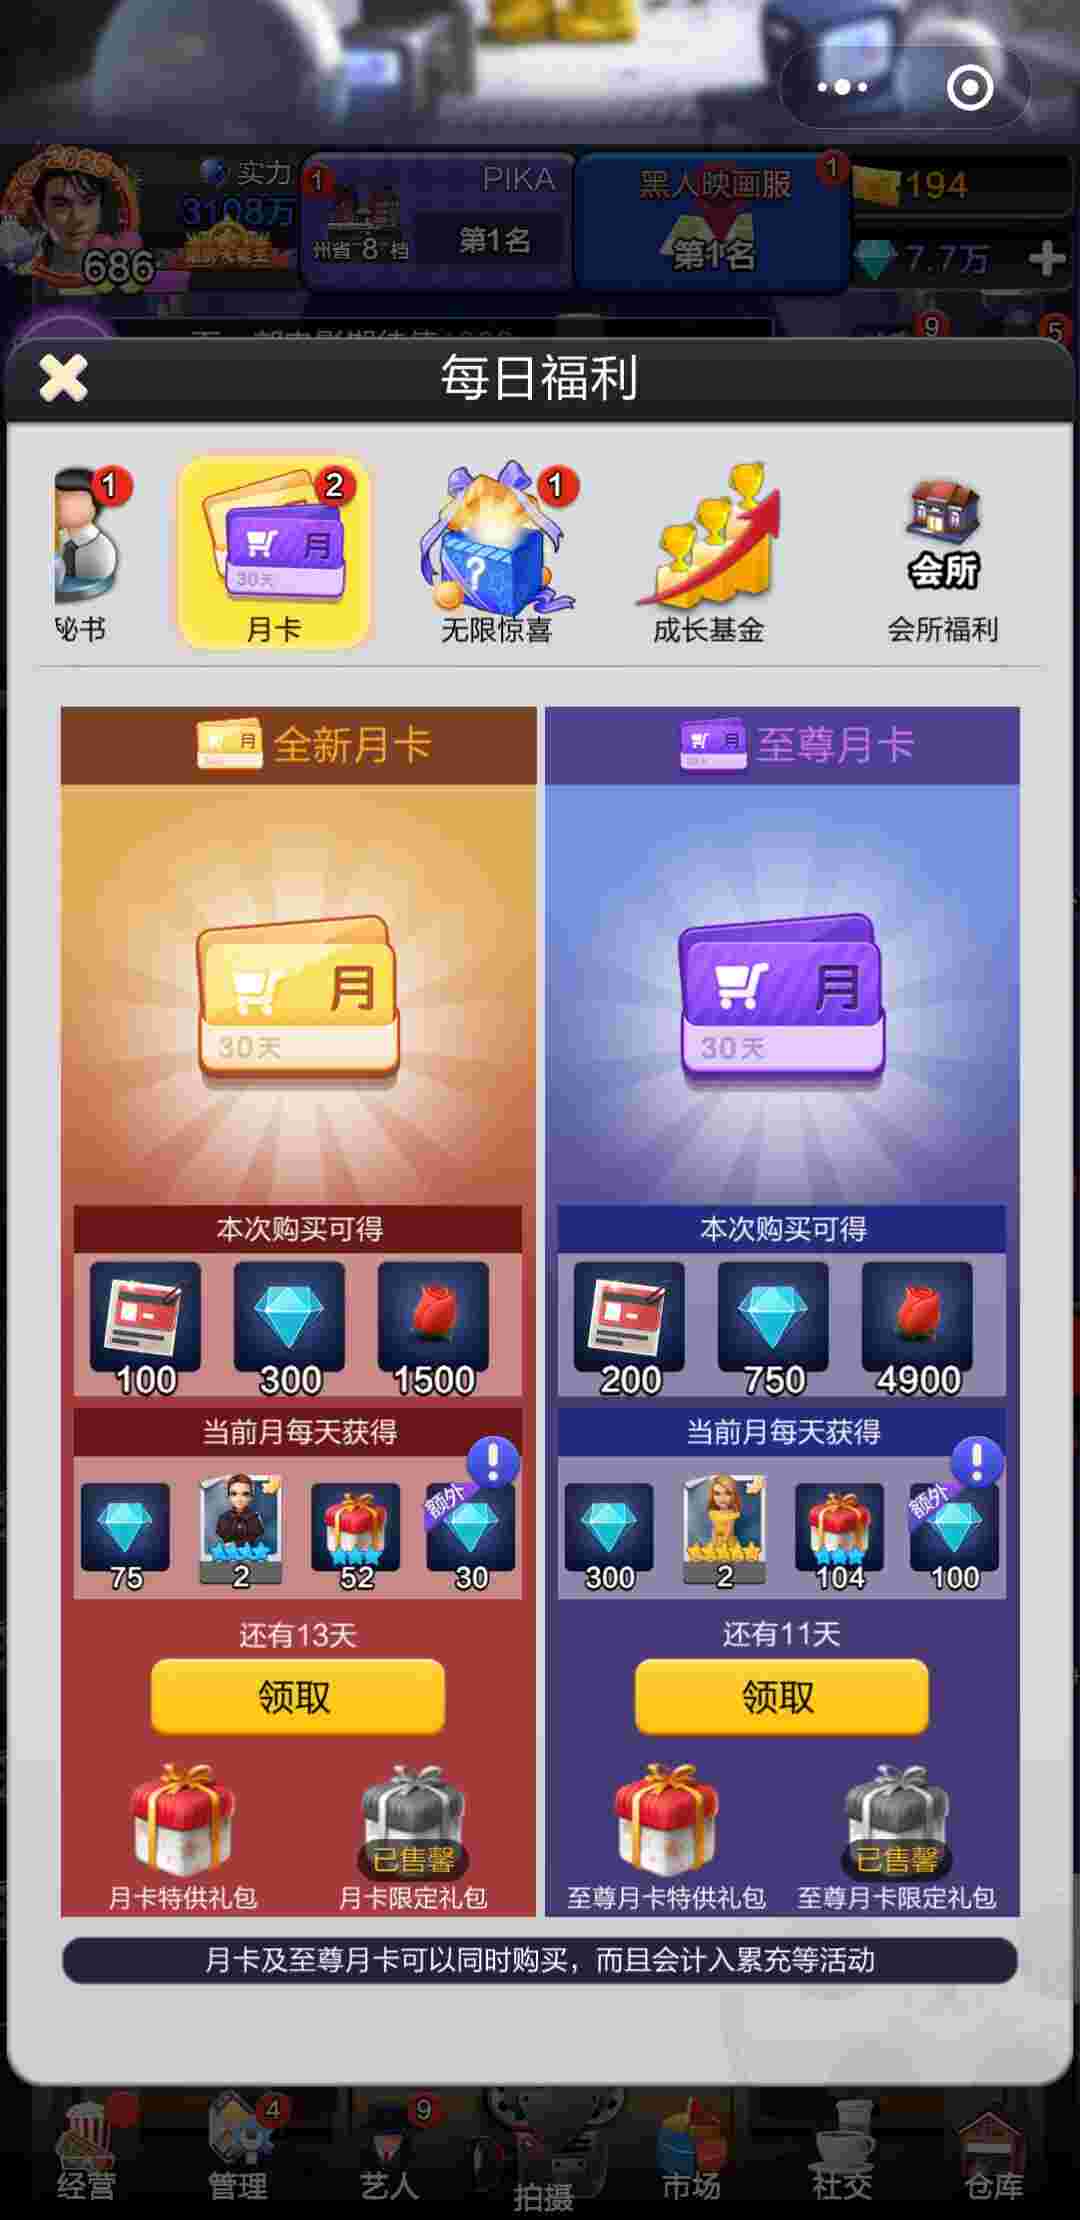 2025
实力
3108万
686
1
PIKA
州省 8 档
第1名
黑人映画服
1
第1名
194
7.7万
9
5
每日福利
1
秘书
2
月
30天
月卡
1
?
无限惊喜
成长基金
会所
会所福利
月
全新月卡
月
30天
本次购买可得
100
300
1500
当前月每天获得
75
2
52
额外
30
还有13天
领取
月卡特供礼包
已售馨
月卡限定礼包
月
至尊月卡
月
30天
本次购买可得
200
750
4900
当前月每天获得
300
2
104
额外
100
还有11天
领取
至尊月卡特供礼包
已售馨
至尊月卡限定礼包
月卡及至尊月卡可以同时购买，而且会计入累充等活动
经营
4
管理
9
艺人
拍摄
市场
社交
仓库